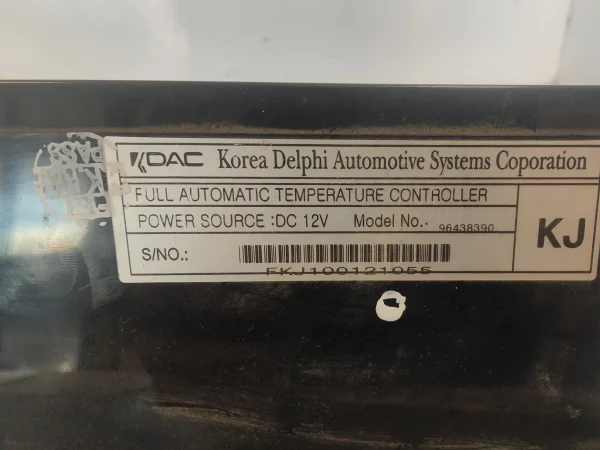 KDAC Korea Delphi Automotive Systems Coporation
FULL AUTOMATIC TEMPERATURE CONTROLLER
POWER SOURCE :DC 12V Model No.· 96438390
KJ
S/NO.:
FKJ100121055